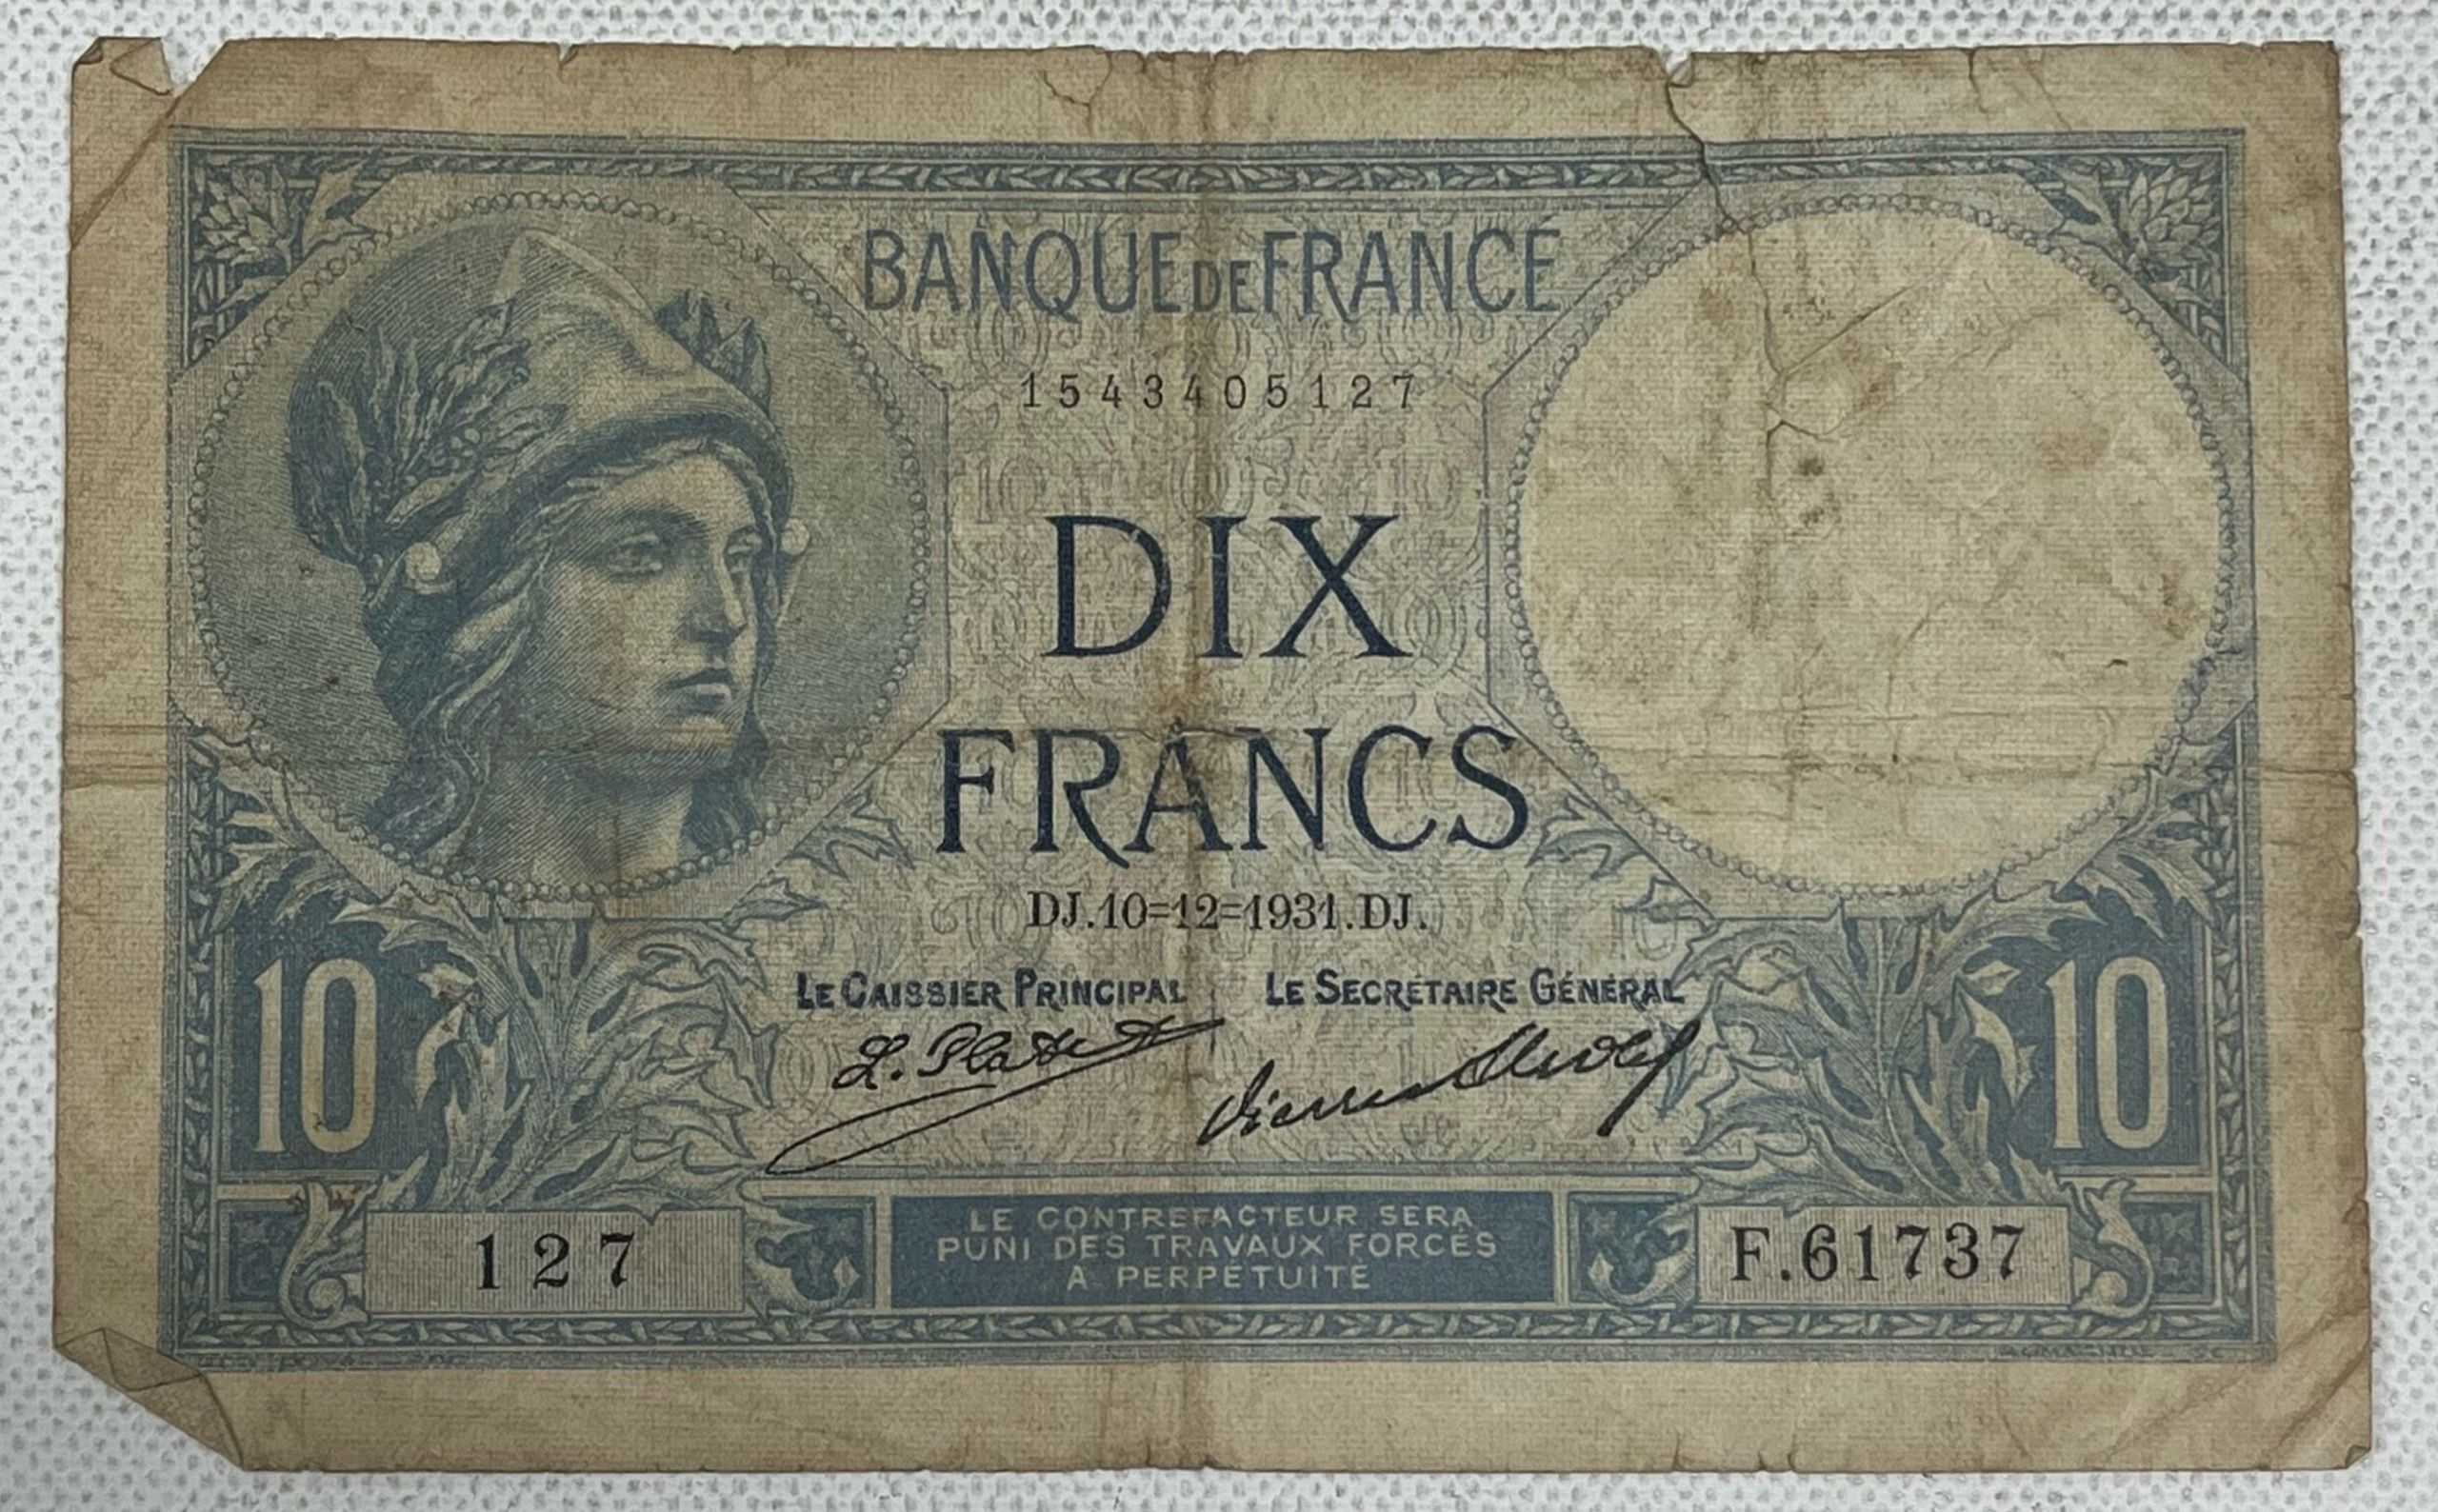 BANQUE DE FRANCE
1543405127
DIX
FRANCS
DJ.10=12=1931.DJ.
LE CAISSIER PRINCIPAL LE SECRÉTAIRE GÉNÉRAL
L. Platet
10 10
LE CONTREFACTEUR SERA
PUNI DES TRAVAUX FORCÉS
À PERPÉTUITÉ
127 F.61737